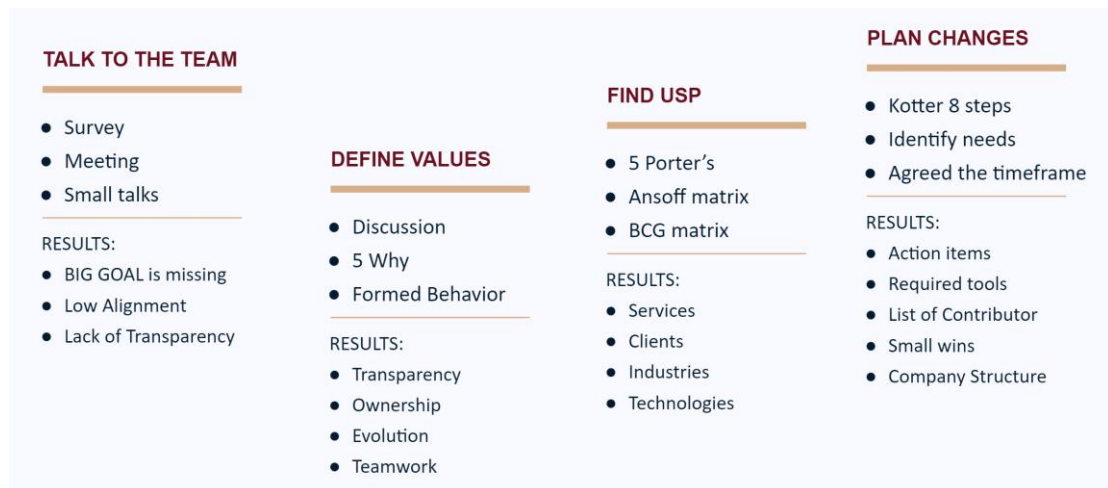 TALK TO THE TEAM
● Survey
● Meeting
● Small talks
RESULTS:
● BIG GOAL is missing
● Low Alignment
● Lack of Transparency
DEFINE VALUES
● Discussion
● 5 Why
● Formed Behavior
RESULTS:
● Transparency
● Ownership
● Evolution
● Teamwork
FIND USP
● 5 Porter’s
● Ansoff matrix
● BCG matrix
RESULTS:
● Services
● Clients
● Industries
● Technologies
PLAN CHANGES
● Kotter 8 steps
● Identify needs
● Agreed the timeframe
RESULTS:
● Action items
● Required tools
● List of Contributor
● Small wins
● Company Structure